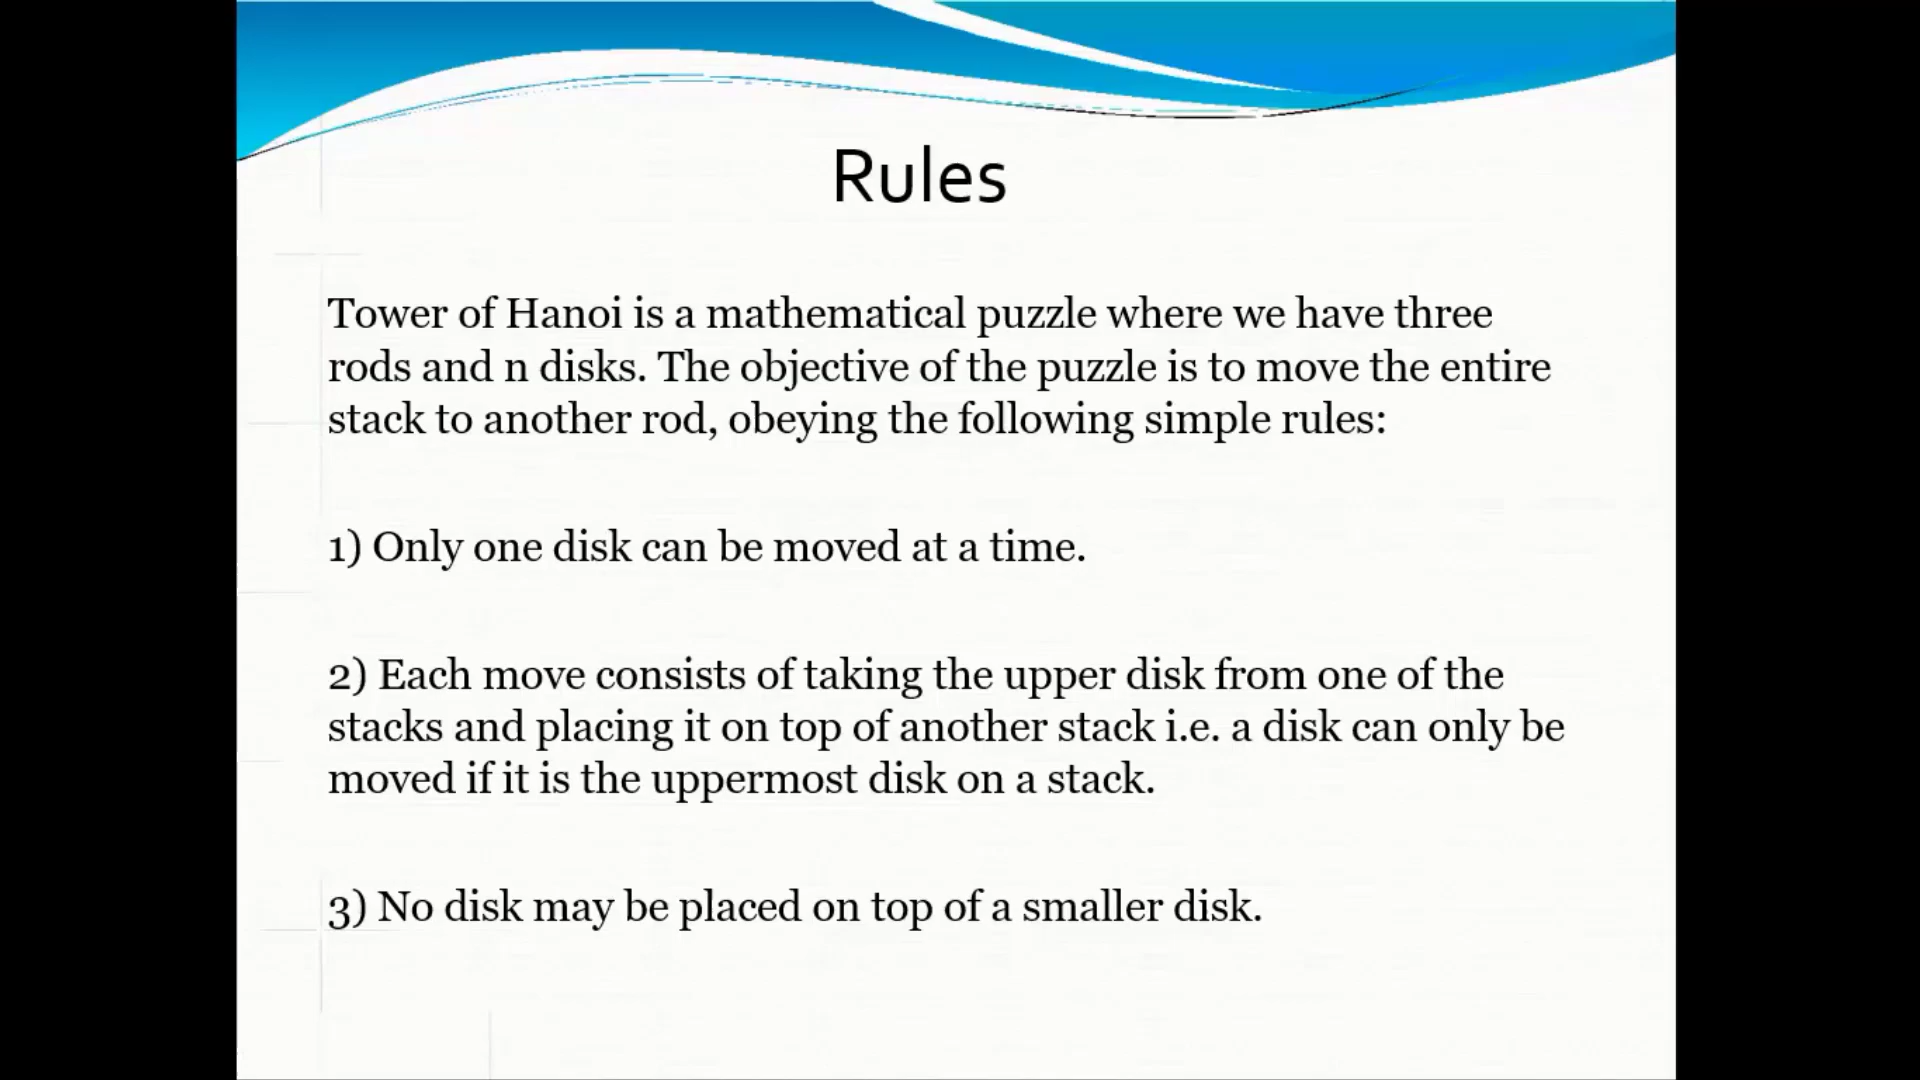 Rules
Tower of Hanoi is a mathematical puzzle where we have three
rods and n disks. The objective of the puzzle is to move the entire
stack to another rod, obeying the following simple rules:
1) Only one disk can be moved at a time.
2) Each move consists of taking the upper disk from one of the
stacks and placing it on top of another stack i.e. a disk can only be
moved if it is the uppermost disk on a stack.
3) No disk may be placed on top of a smaller disk.